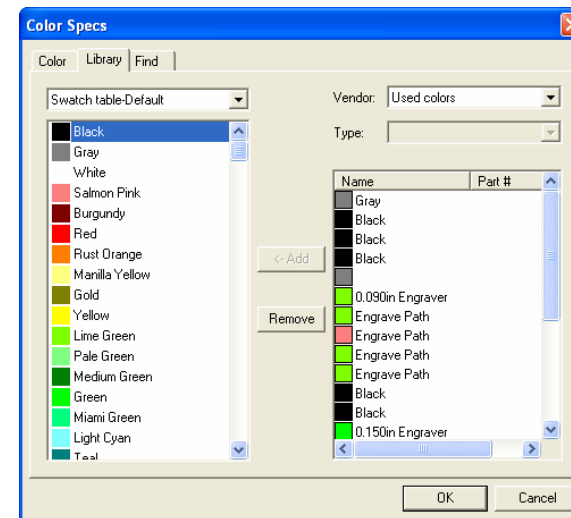 Color Specs
Color Library Find
Swatch table-Default
Vendor: Used colors
Type:
Black
Gray
White
Salmon Pink
Burgundy
Red
Rust Orange
Manilla Yellow
Gold
Yellow
Lime Green
Pale Green
Medium Green
Green
Miami Green
Light Cyan
Teal
<- Add
Remove
Name Part #
Gray
Black
Black
Black
0.090in Engraver
Engrave Path
Engrave Path
Engrave Path
Engrave Path
Black
Black
0.150in Engraver
OK Cancel